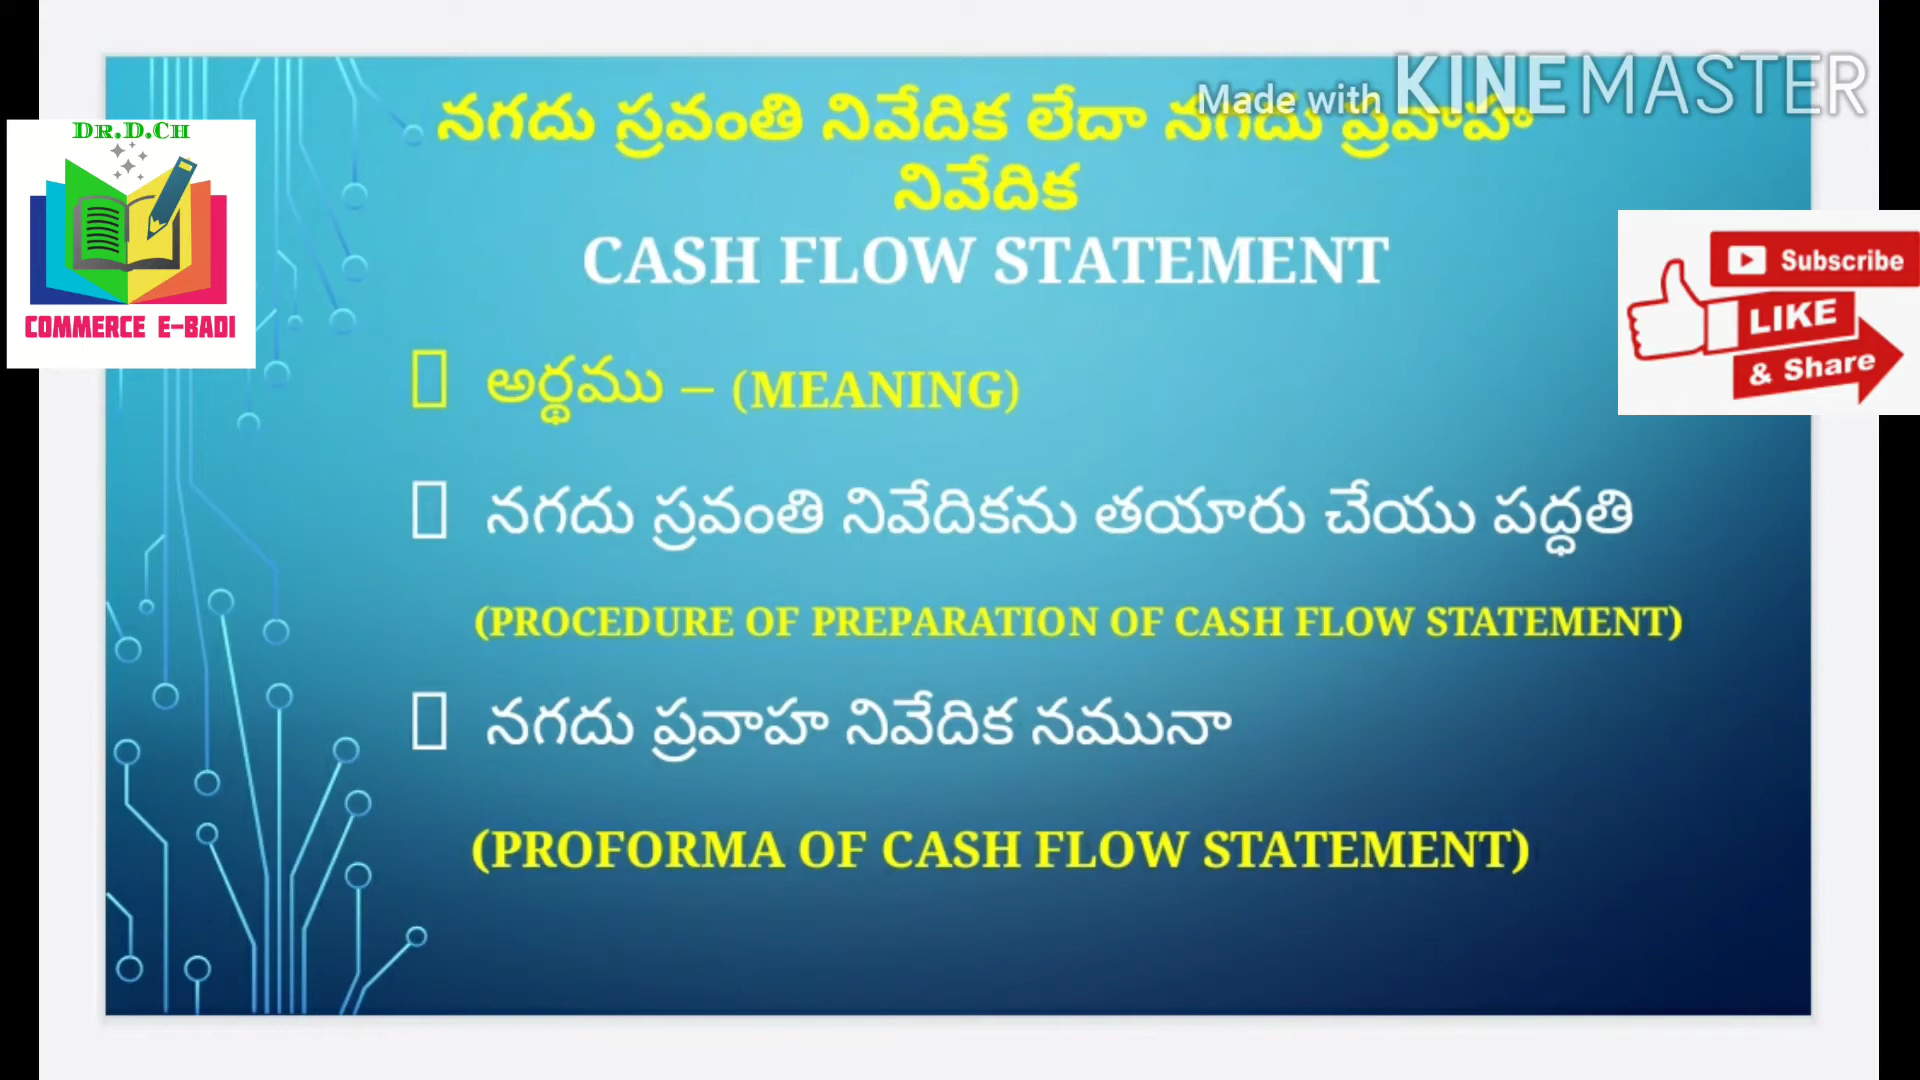 Made with KINEMASTER
DR.D.CH
COMMERCE E-BADI
నగదు స్రవంతి నివేదిక లేదా నగదు ప్రవాహ
నివేదిక
CASH FLOW STATEMENT
Subscribe
LIKE
& Share
అర్థము – (MEANING)
నగదు స్రవంతి నివేదికను తయారు చేయు పద్ధతి
(PROCEDURE OF PREPARATION OF CASH FLOW STATEMENT)
నగదు ప్రవాహ నివేదిక నమునా
(PROFORMA OF CASH FLOW STATEMENT)